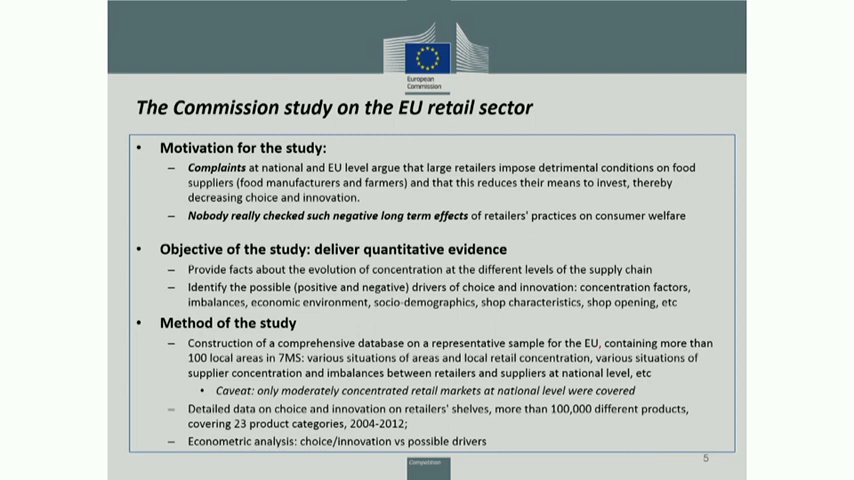 European
Commission
The Commission study on the EU retail sector
• Motivation for the study:
– Complaints at national and EU level argue that large retailers impose detrimental conditions on food
suppliers (food manufacturers and farmers) and that this reduces their means to invest, thereby
decreasing choice and innovation.
– Nobody really checked such negative long term effects of retailers' practices on consumer welfare
• Objective of the study: deliver quantitative evidence
– Provide facts about the evolution of concentration at the different levels of the supply chain
– Identify the possible (positive and negative) drivers of choice and innovation: concentration factors,
imbalances, economic environment, socio-demographics, shop characteristics, shop opening, etc
• Method of the study
– Construction of a comprehensive database on a representative sample for the EU, containing more than
100 local areas in 7MS: various situations of areas and local retail concentration, various situations of
supplier concentration and imbalances between retailers and suppliers at national level, etc
• Caveat: only moderately concentrated retail markets at national level were covered
– Detailed data on choice and innovation on retailers' shelves, more than 100,000 different products,
covering 23 product categories, 2004-2012;
– Econometric analysis: choice/innovation vs possible drivers
5
Competition